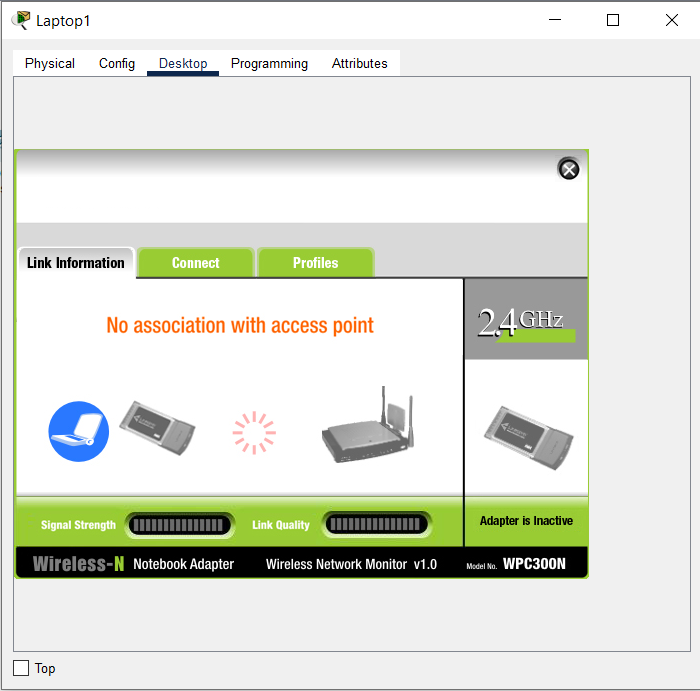 Laptop1
Physical Config Desktop Programming Attributes
Link Information Connect Profiles
2.4GHz
No association with access point
Signal Strength Link Quality Adapter is Inactive
Wireless-N Notebook Adapter Wireless Network Monitor v1.0 Model No. WPC300N
Top